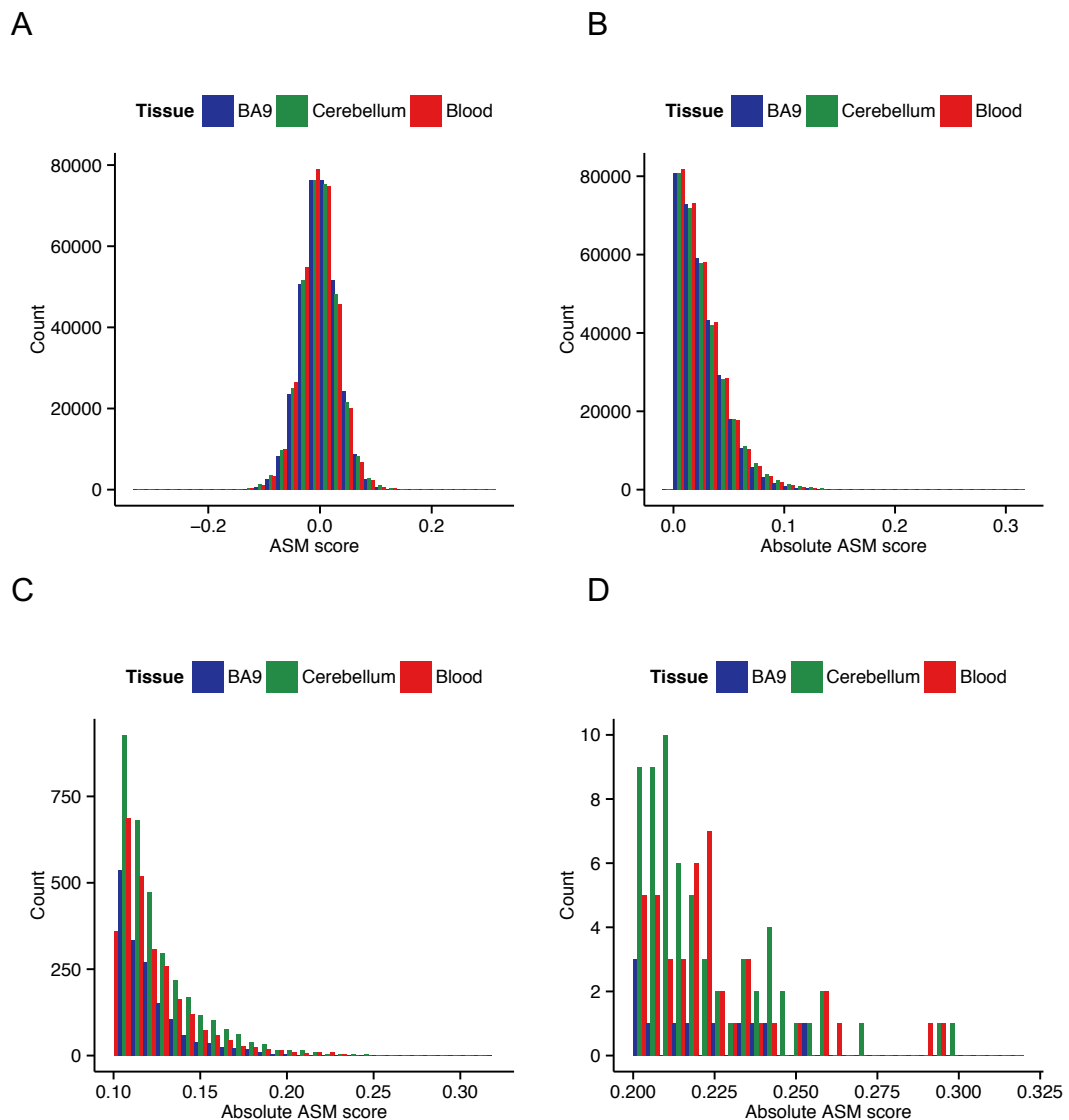 A
B
Tissue BA9 Cerebellum Blood
Tissue BA9 Cerebellum Blood
80000
60000
40000
20000
0
Count
−0.2 0.0 0.2
ASM score
80000
60000
40000
20000
0
Count
0.0 0.1 0.2 0.3
Absolute ASM score
C
D
Tissue BA9 Cerebellum Blood
Tissue BA9 Cerebellum Blood
750
500
250
0
Count
0.10 0.15 0.20 0.25 0.30
Absolute ASM score
10
8
6
4
2
0
Count
0.200 0.225 0.250 0.275 0.300 0.325
Absolute ASM score